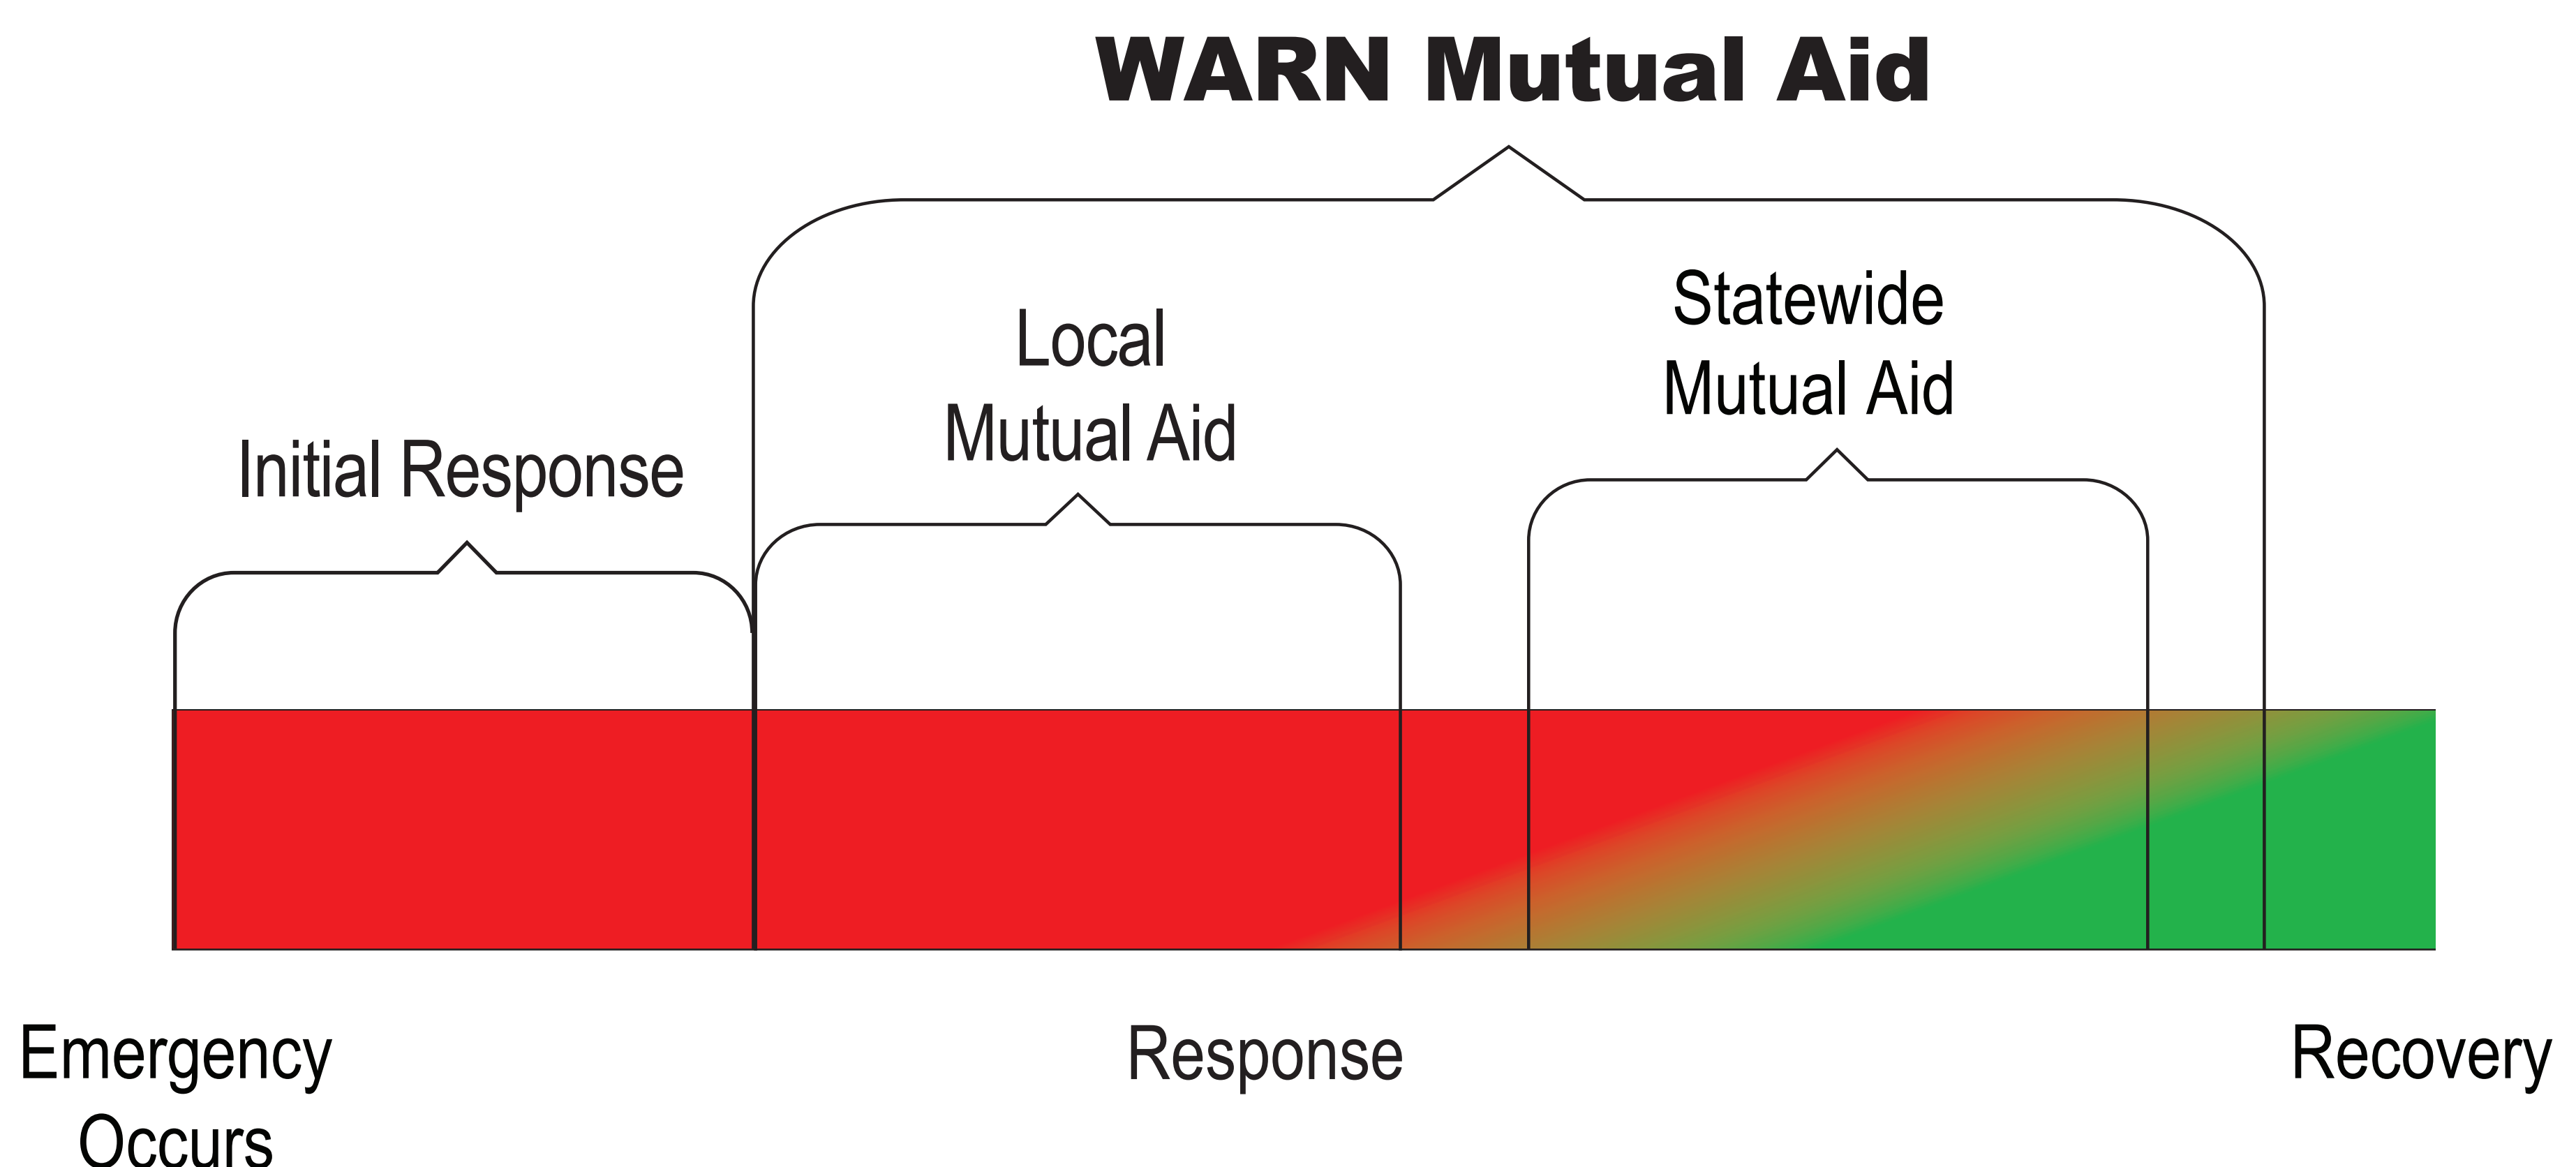 WARN Mutual Aid
Statewide
Mutual Aid
Local
Mutual Aid
Initial Response
Emergency
Occurs
Response
Recovery